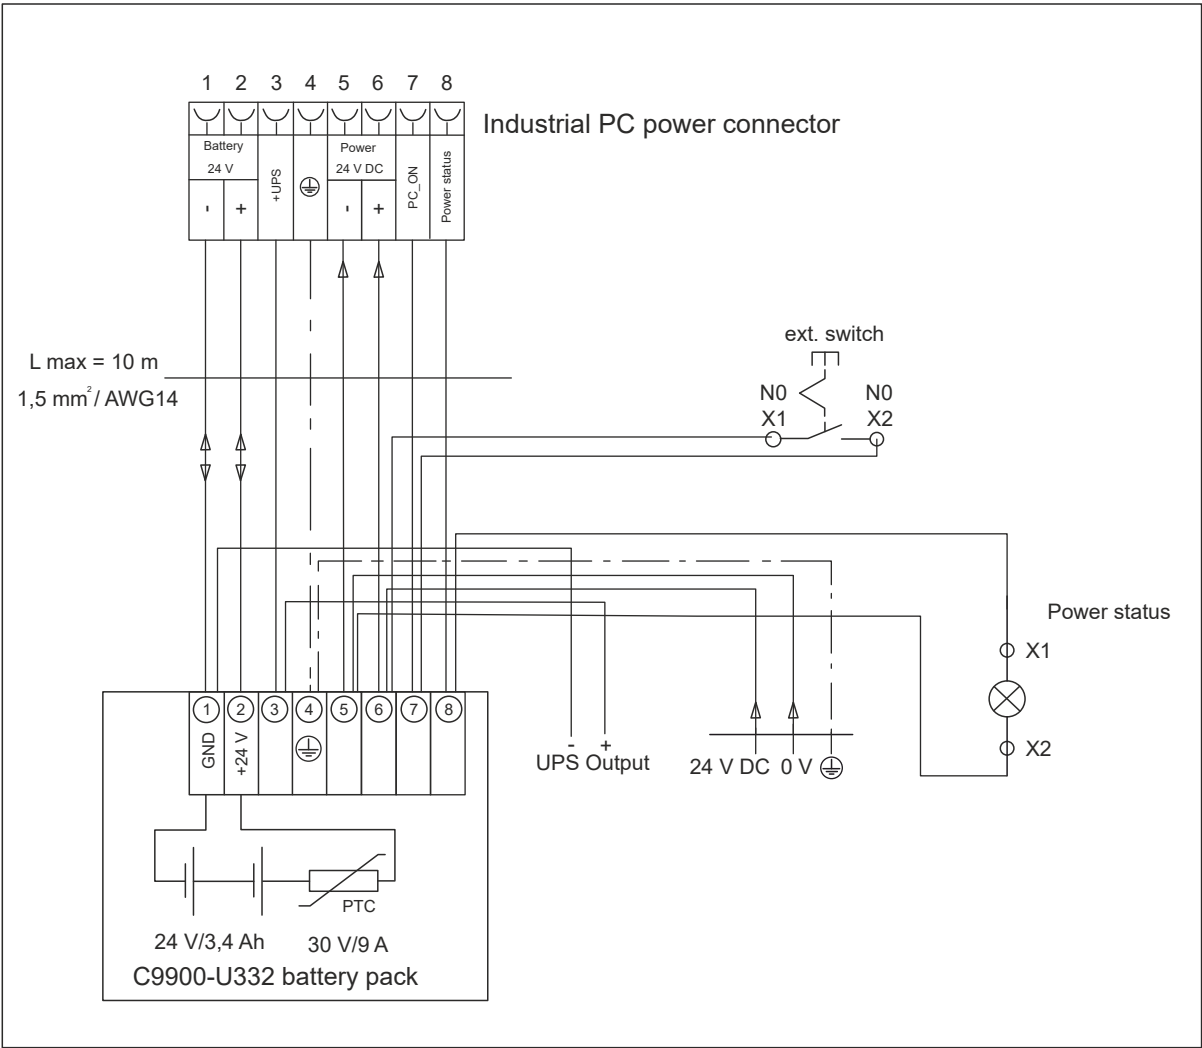 1 2 3 4 5 6 7 8
Industrial PC power connector
Battery
24 V
- +
+UPS
Power
24 V DC
- +
PC_ON
Power status
L max = 10 m
1,5 mm²/ AWG14
ext. switch
N0 N0
X1 X2
Power status
X1
X2
1 2 3 4 5 6 7 8
GND
+24 V
- +
UPS Output
24 V DC 0 V
PTC
24 V/3,4 Ah
30 V/9 A
C9900-U332 battery pack